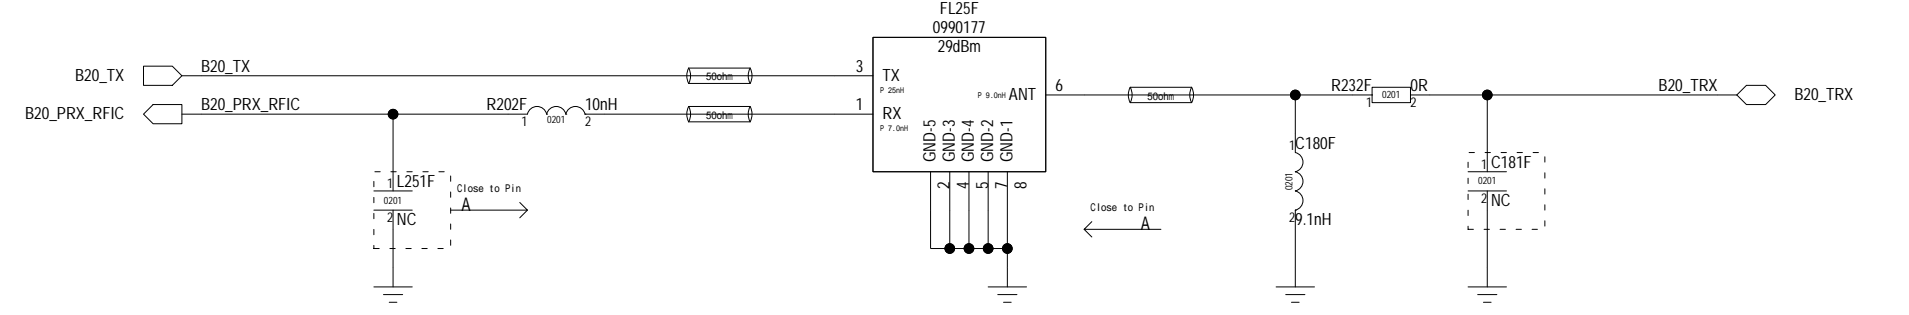 FL25F
0990177
29dBm
B20_TX
B20_TX
50ohm
3
TX
P 25nH
B20_PRX_RFIC
B20_PRX_RFIC
R202F
10nH
1
0201
2
50ohm
1
RX
P 7.0nH
P 9.0nH
ANT
6
50ohm
R232F
0R
1
0201
2
B20_TRX
B20_TRX
GND-5
GND-3
GND-4
GND-2
GND-1
2
4
5
7
8
1
L251F
0201
2
NC
Close to Pin
A
Close to Pin
A
1
C180F
0201
2
9.1nH
1
C181F
0201
2
NC